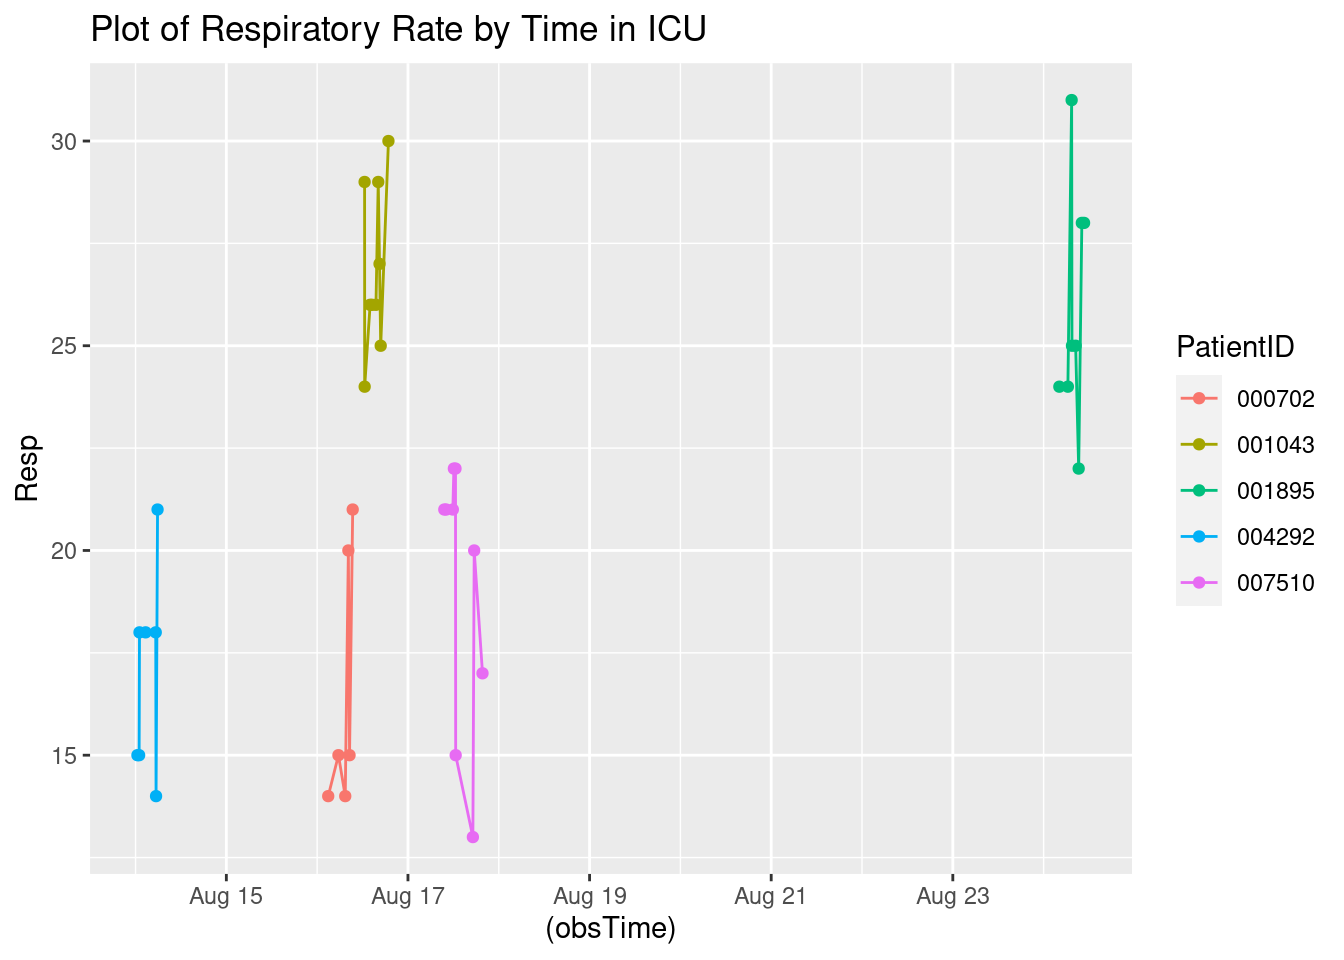 Plot of Respiratory Rate by Time in ICU
Resp
30
25
20
15
Aug 15 Aug 17 Aug 19 Aug 21 Aug 23
(obsTime)
PatientID
000702
001043
001895
004292
007510